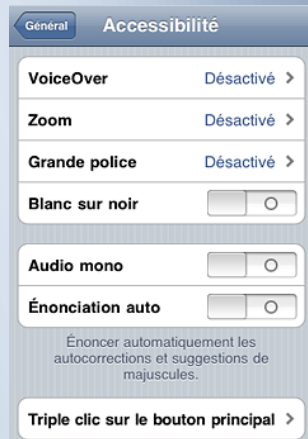 Général Accessibilité
VoiceOver Désactivé >
Zoom Désactivé >
Grande police Désactivé >
Blanc sur noir
Audio mono
Énonciation auto
Énoncer automatiquement les
autocorrections et suggestions de
majuscules.
Triple clic sur le bouton principal >